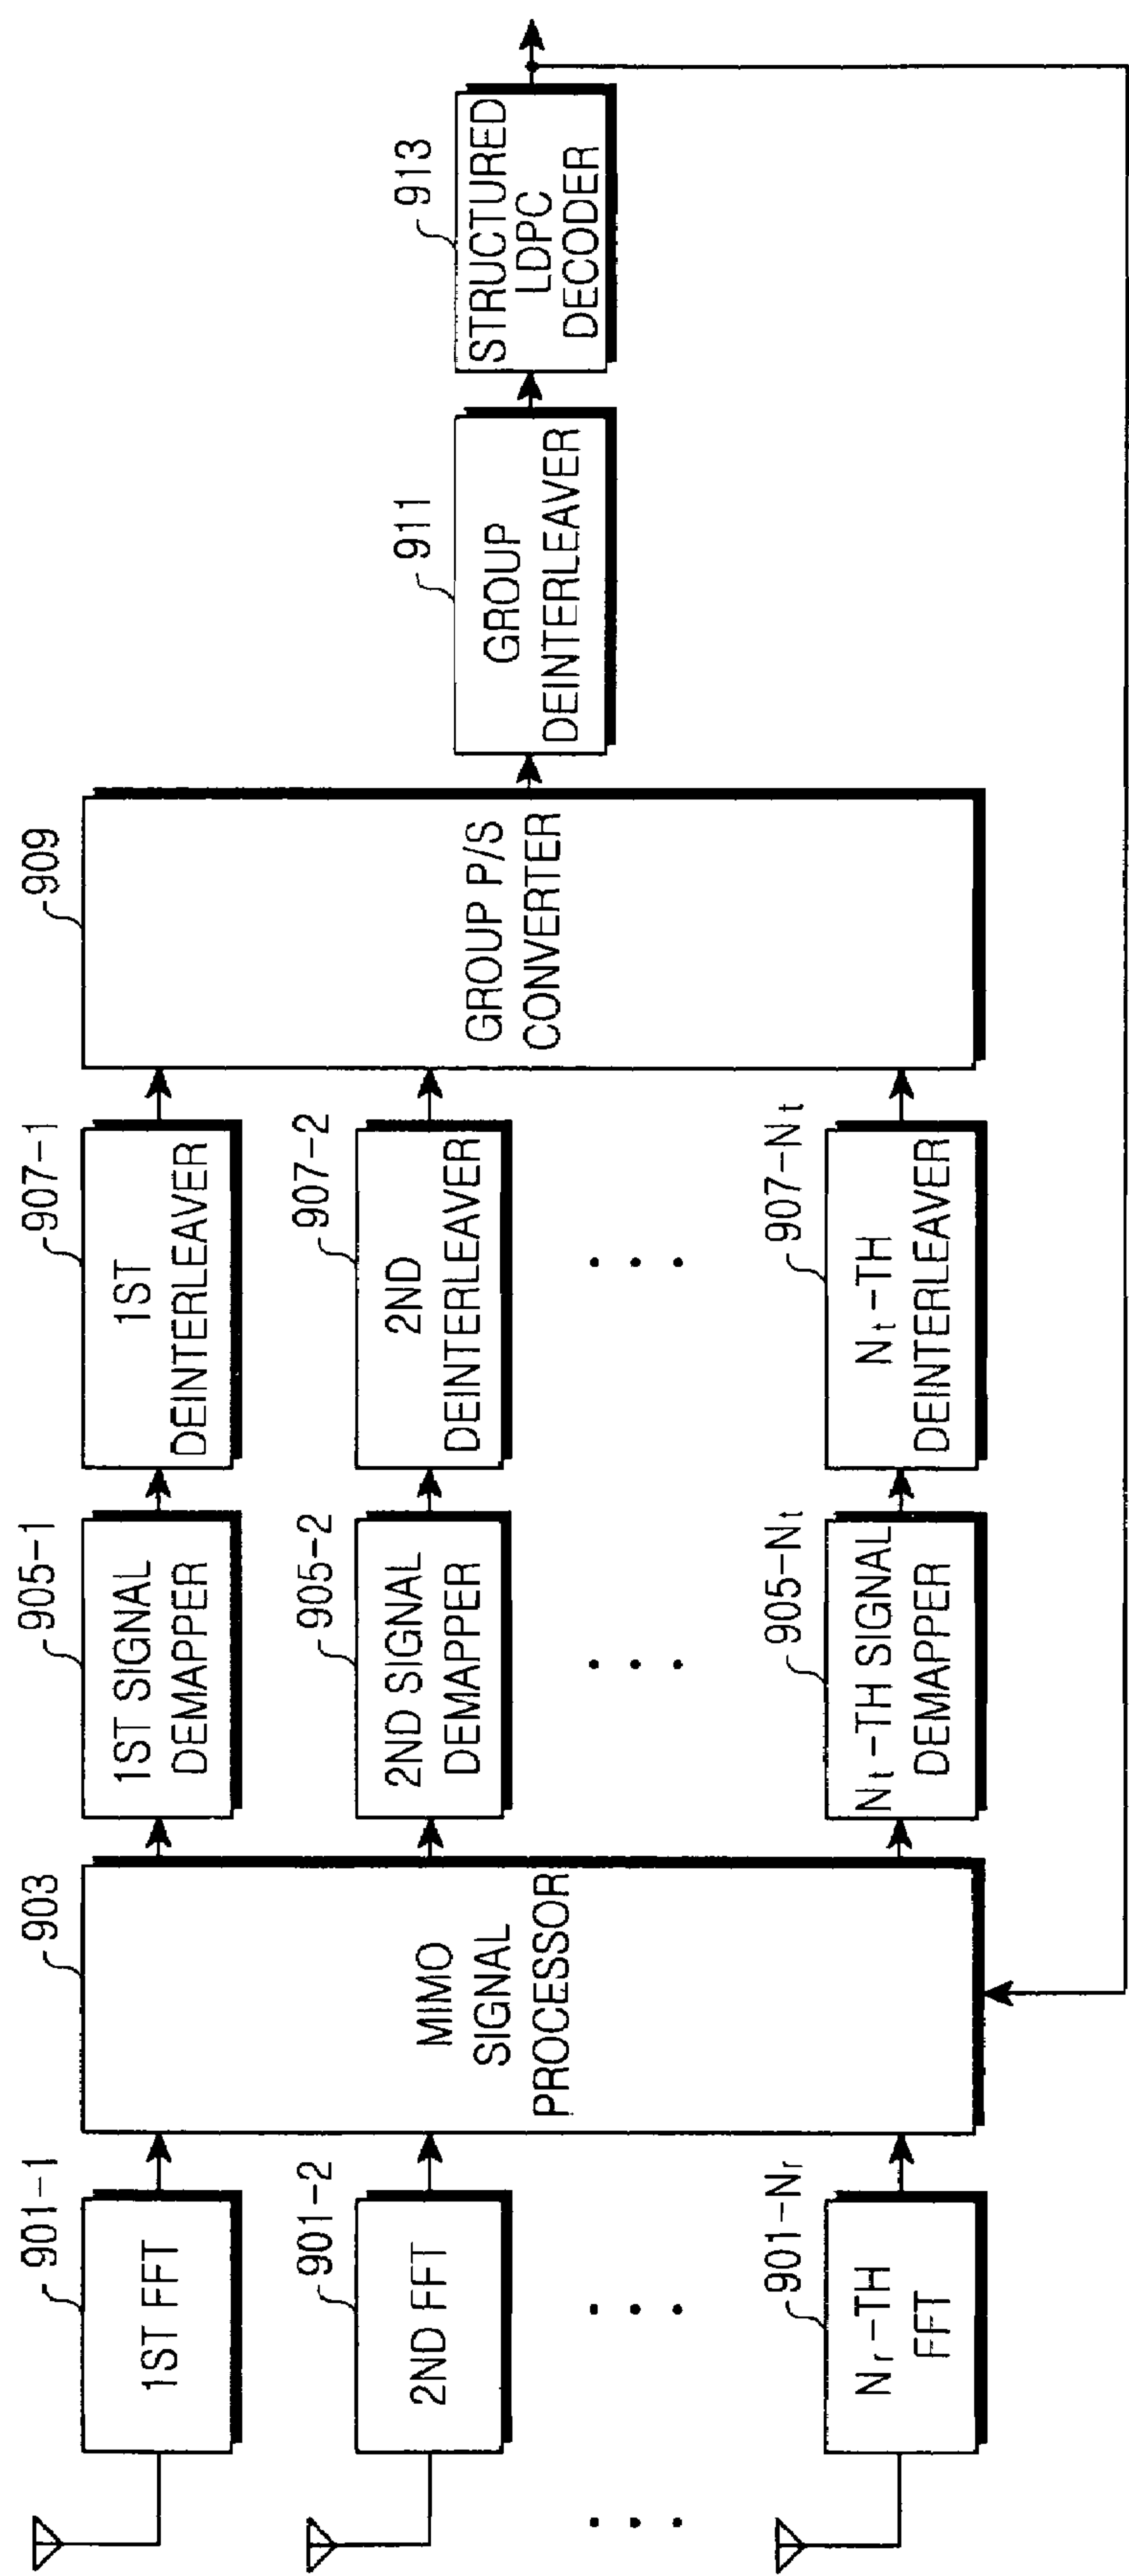 901-1
1ST FFT
901-2
2ND FFT
901-Nr
Nr-TH
FFT
903
MIMO
SIGNAL
PROCESSOR
905-1
1ST SIGNAL
DEMAPPER
905-2
2ND SIGNAL
DEMAPPER
905-Nt
Nt-TH SIGNAL
DEMAPPER
907-1
1ST
DEINTERLEAVER
907-2
2ND
DEINTERLEAVER
907-Nt
Nt-TH
DEINTERLEAVER
909
GROUP P/S
CONVERTER
911
GROUP
DEINTERLEAVER
913
STRUCTURED
LDPC
DECODER